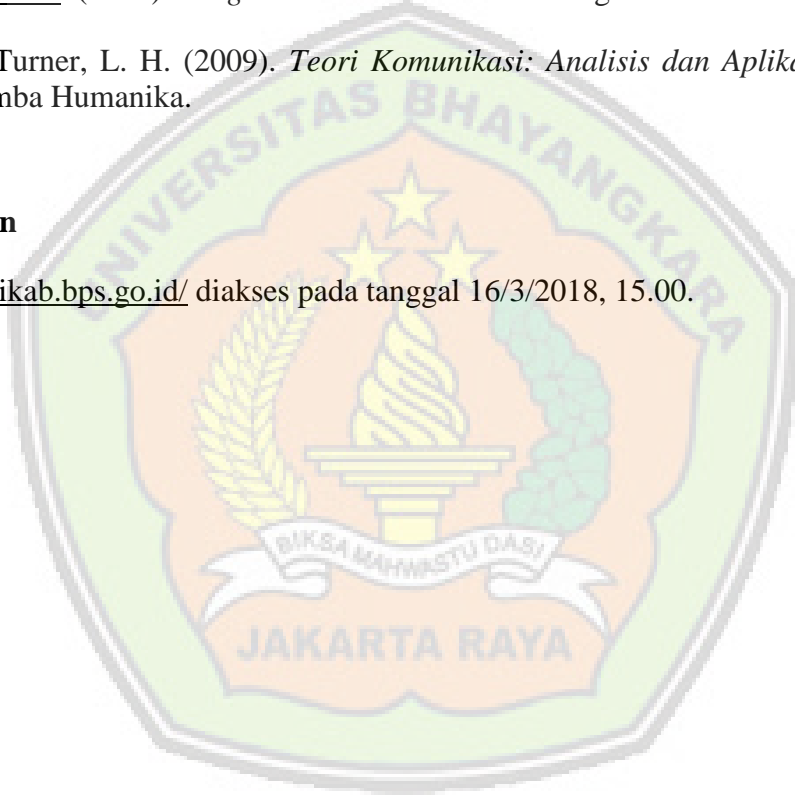 Turner, L. H. (2009). Teori Komunikasi: Analisis dan Aplika
mba Humanika.
n
ikab.bps.go.id/ diakses pada tanggal 16/3/2018, 15.00.
UNIVERSITAS BHAYANGKARA
BIKSA MAHWASTU DASI
JAKARTA RAYA